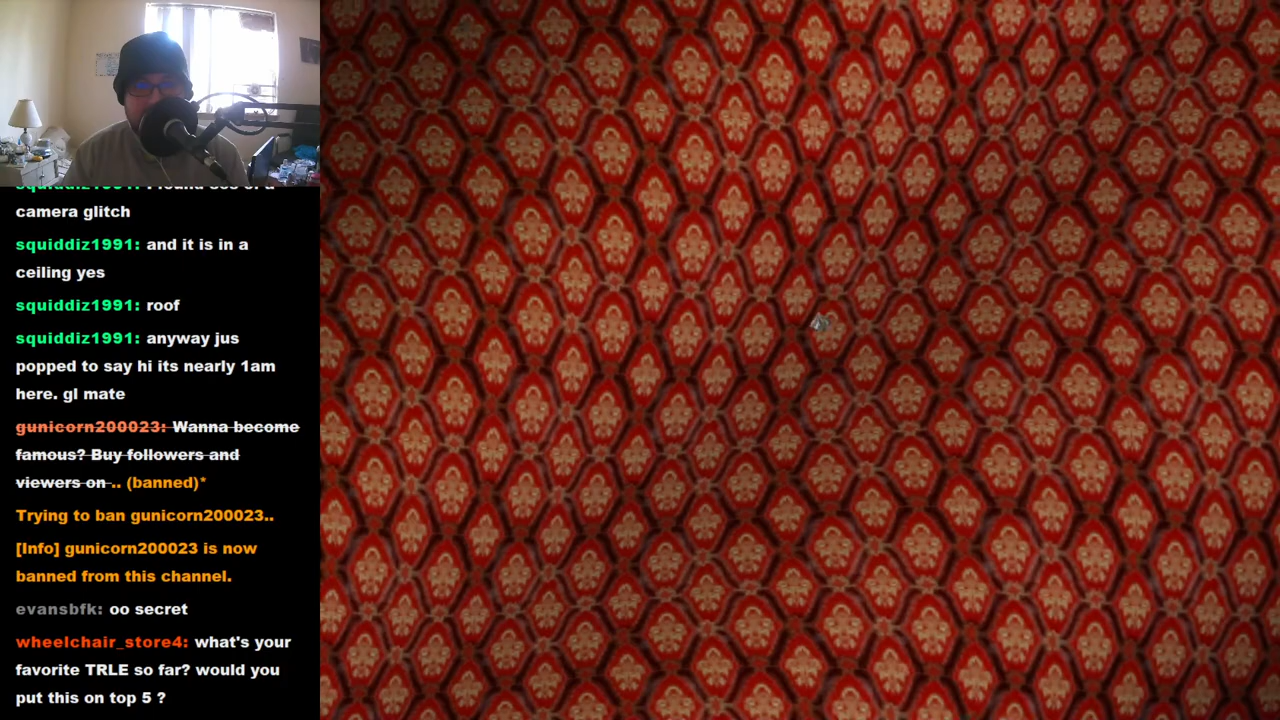 camera glitch
squiddiz1991: and it is in a
ceiling yes
squiddiz1991: roof
squiddiz1991: anyway jus
popped to say hi its nearly 1am
here. gl mate
gunicorn200023: Wanna become
famous? Buy followers and
viewers on .. (banned)*
Trying to ban gunicorn200023..
[Info] gunicorn200023 is now
banned from this channel.
evansbfk: oo secret
wheelchair_store4: what's your
favorite TRLE so far? would you
put this on top 5 ?